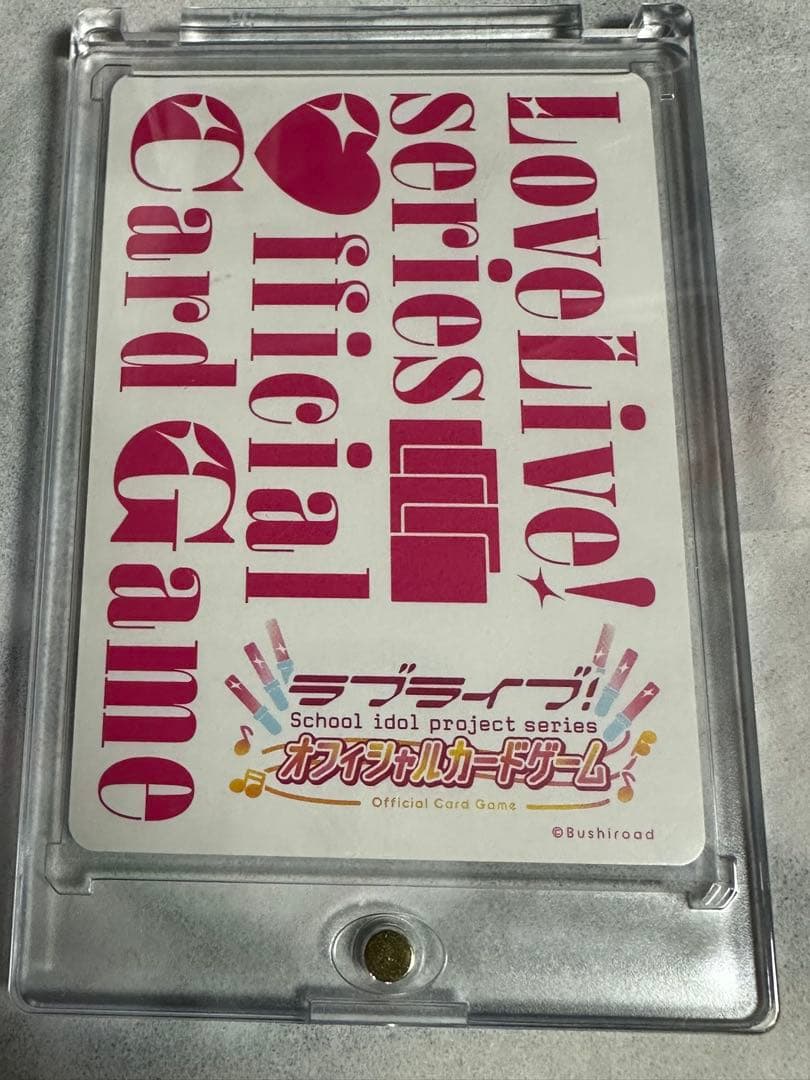 LoveLive!
series
♥fficial
Card Game
ラブライブ!
School idol project series
オフィシャルカードゲーム
Official Card Game
©Bushiroad